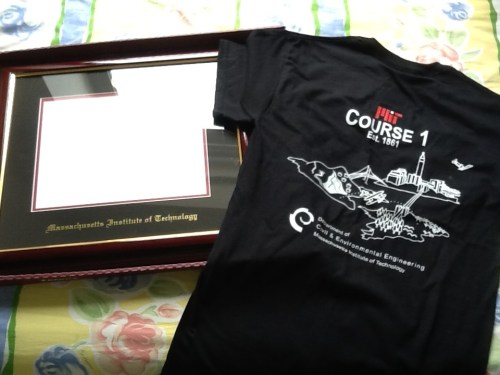 Massachusetts Institute of Technology
MIT
COURSE 1
EST. 1861
Department of
Civil & Environmental Engineering
Massachusetts Institute of Technology